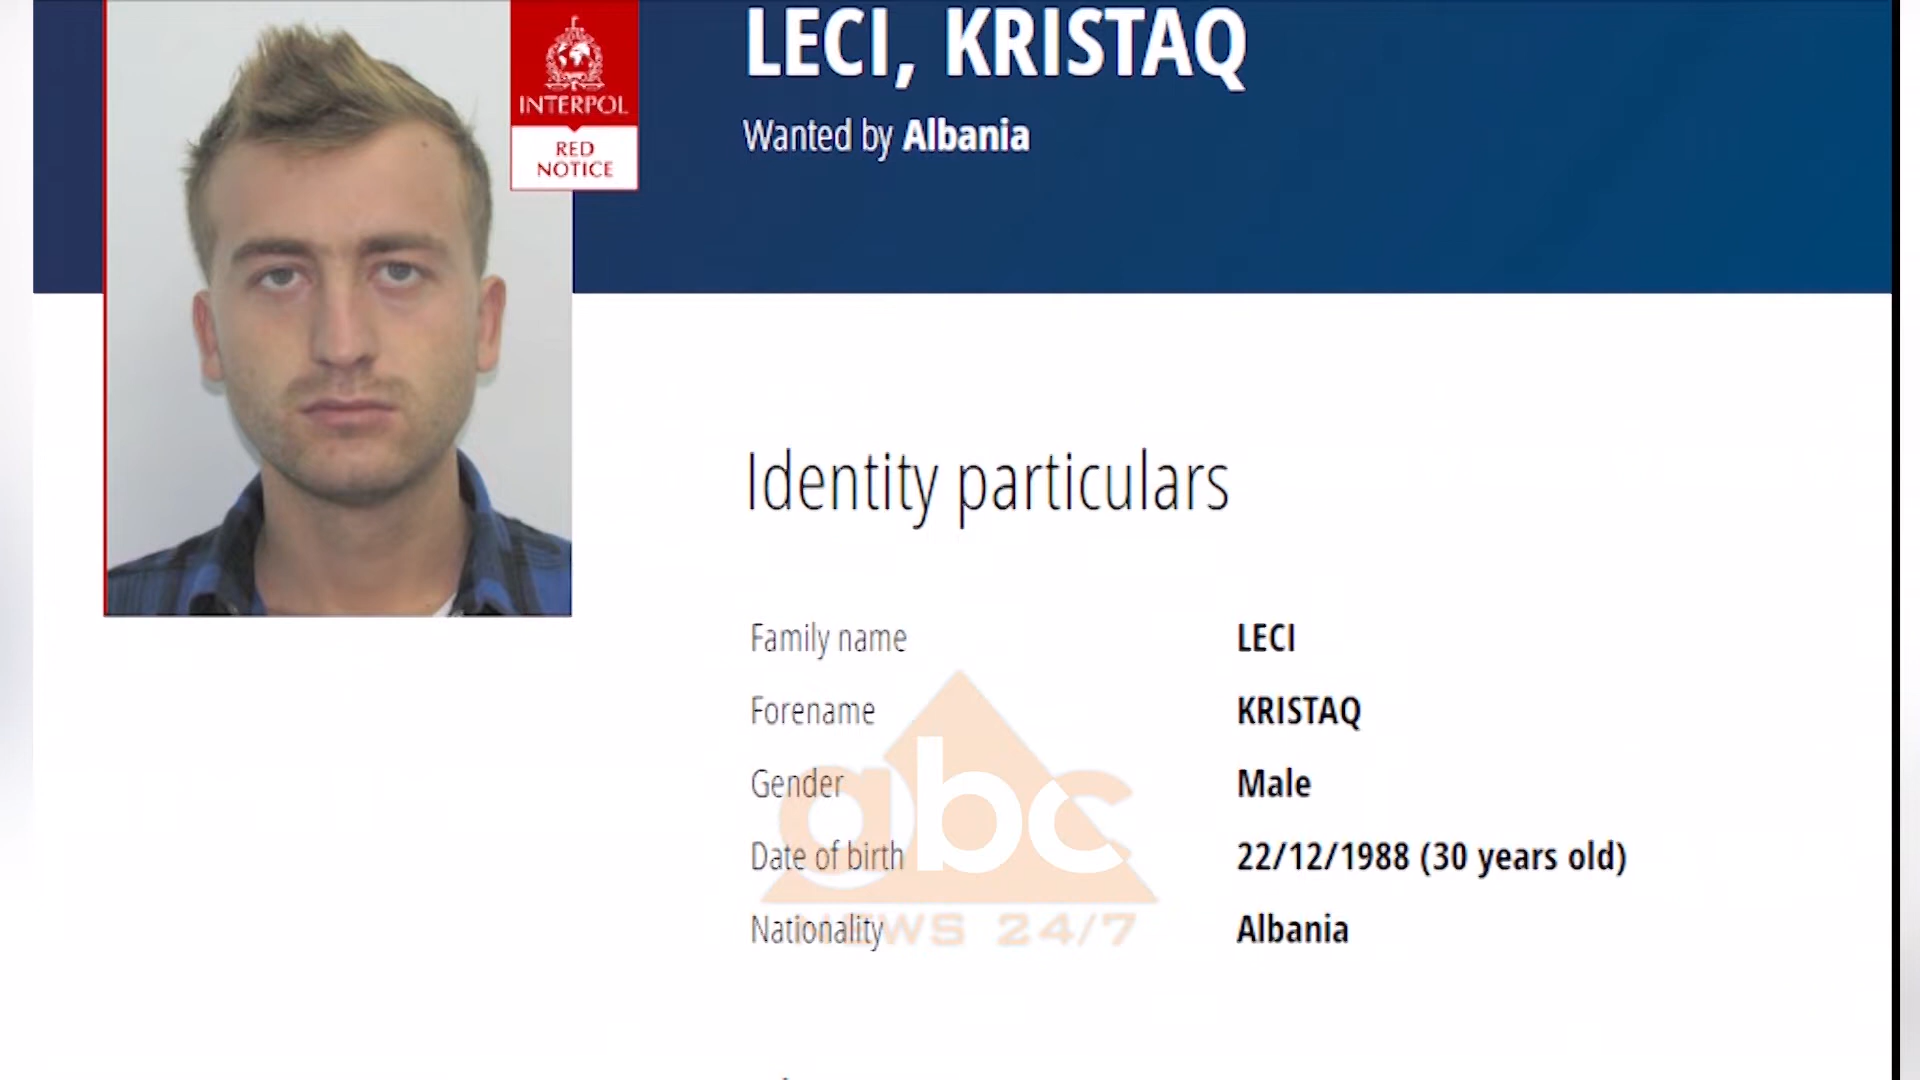 LECI, KRISTAQ
Wanted by Albania
INTERPOL
RED
NOTICE
Identity particulars
Family name LECI
Forename KRISTAQ
Gender Male
Date of birth 22/12/1988 (30 years old)
Nationality Albania
abc
NEWS 24/7